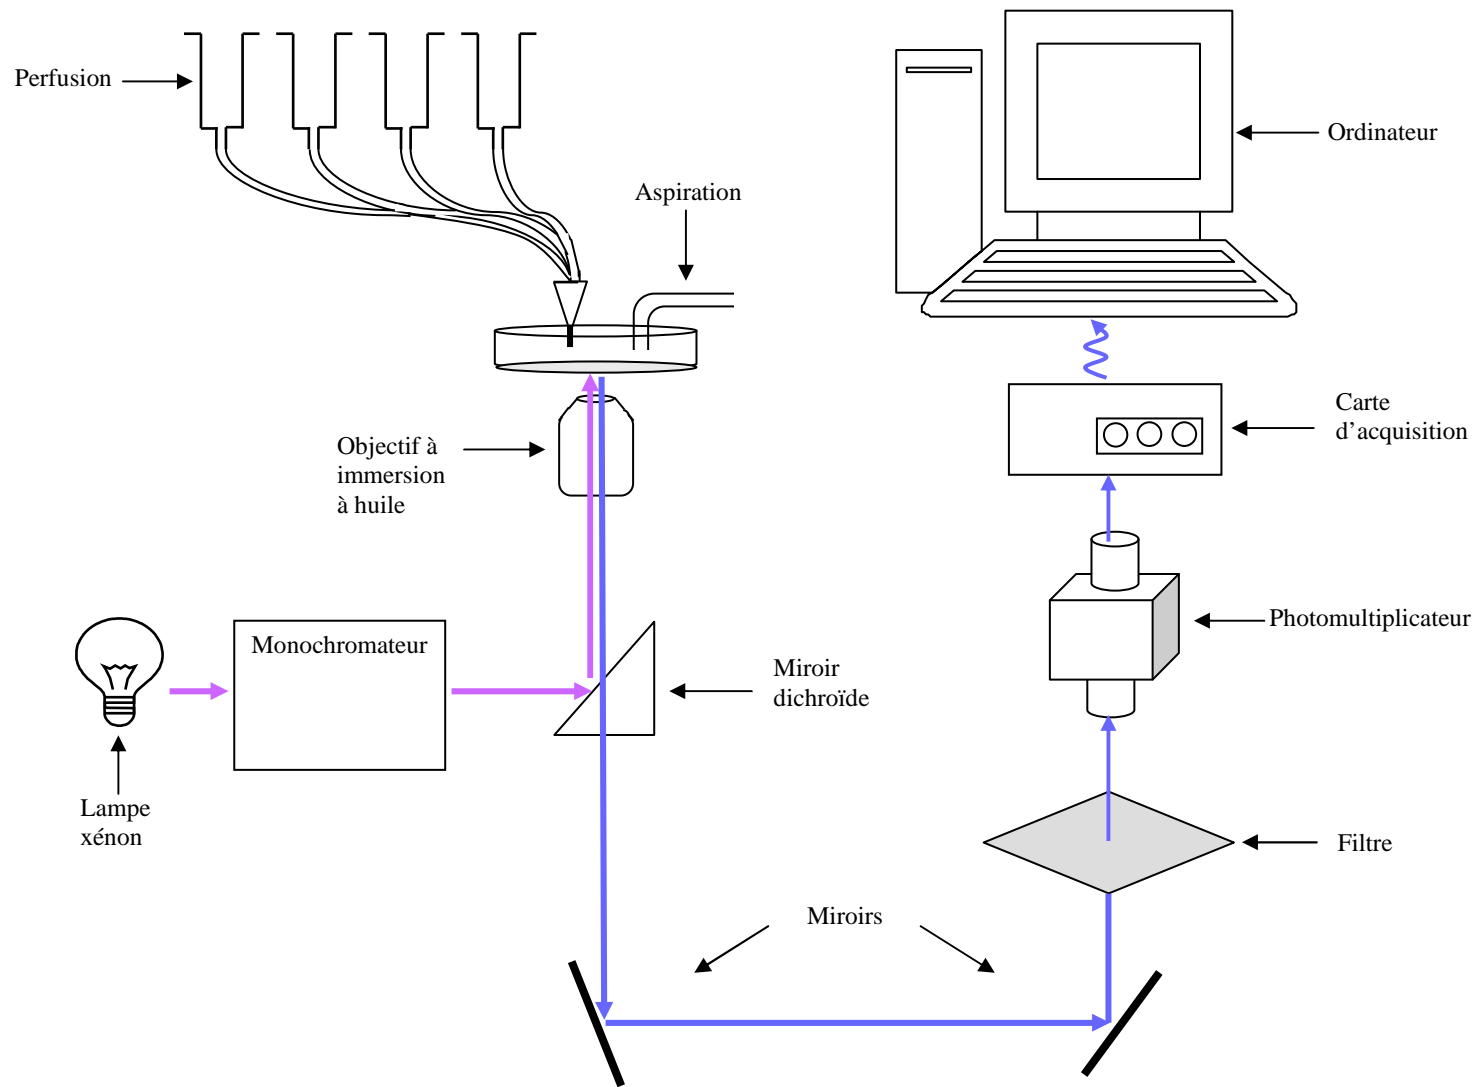 Perfusion
Ordinateur
Aspiration
Carte
d’acquisition
Objectif à
immersion
à huile
Photomultiplicateur
Monochromateur
Miroir
dichroïde
Lampe
xénon
Filtre
Miroirs